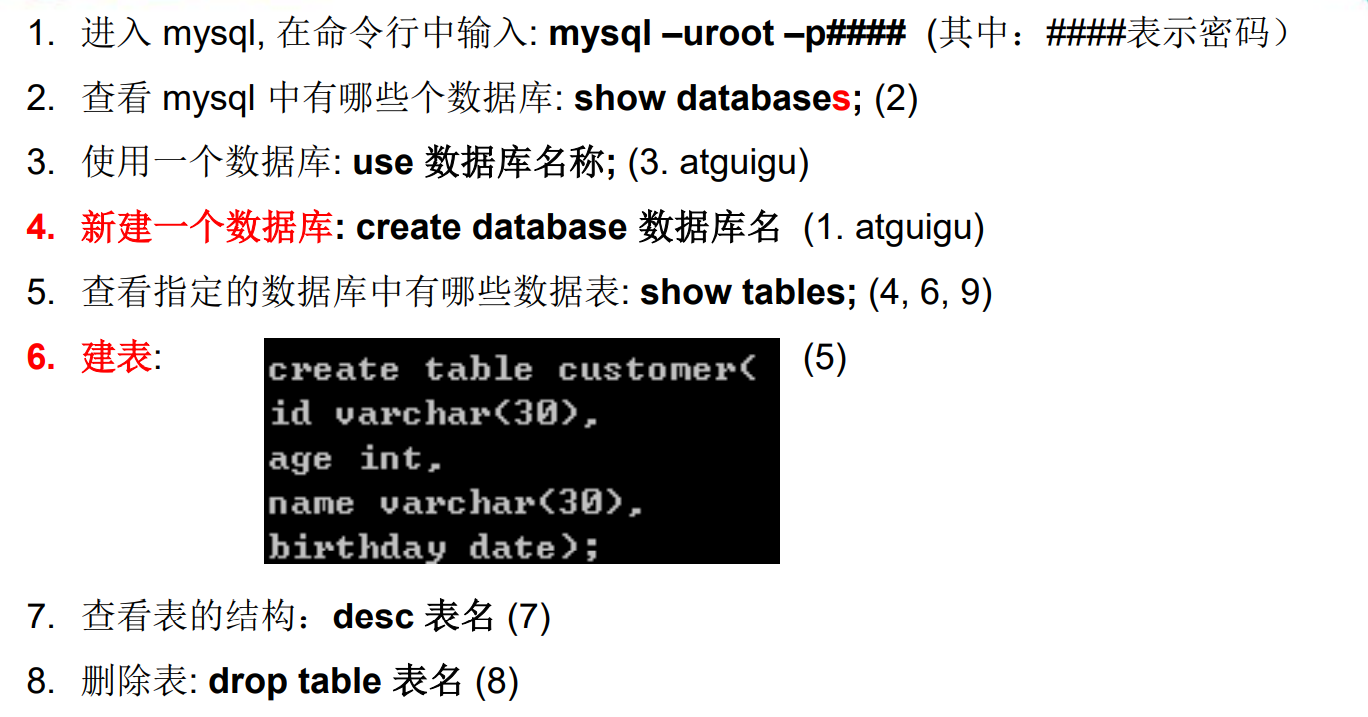 1. 进入 mysql, 在命令行中输入: mysql –uroot –p#### (其中：####表示密码）
2. 查看 mysql 中有哪些个数据库: show databases; (2)
3. 使用一个数据库: use 数据库名称; (3. atguigu)
4. 新建一个数据库: create database 数据库名 (1. atguigu)
5. 查看指定的数据库中有哪些数据表: show tables; (4, 6, 9)
6. 建表: (5)
create table customer(
id varchar(30),
age int,
name varchar(30),
birthday date);
7. 查看表的结构：desc 表名 (7)
8. 删除表: drop table 表名 (8)